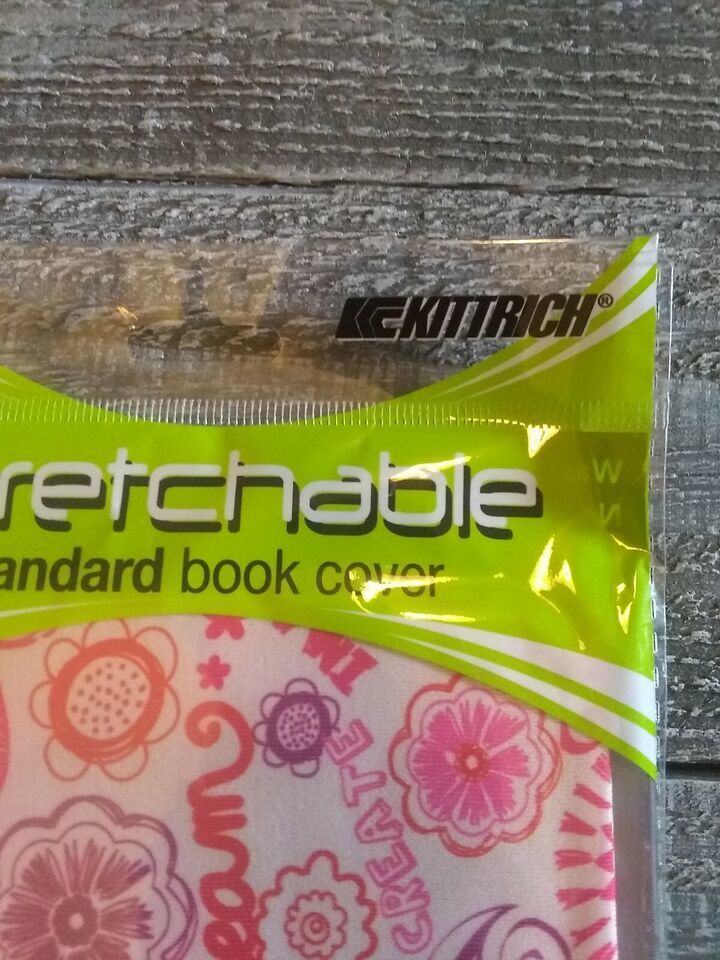 KITTRICH®
retchable
andard book cover
CREATE